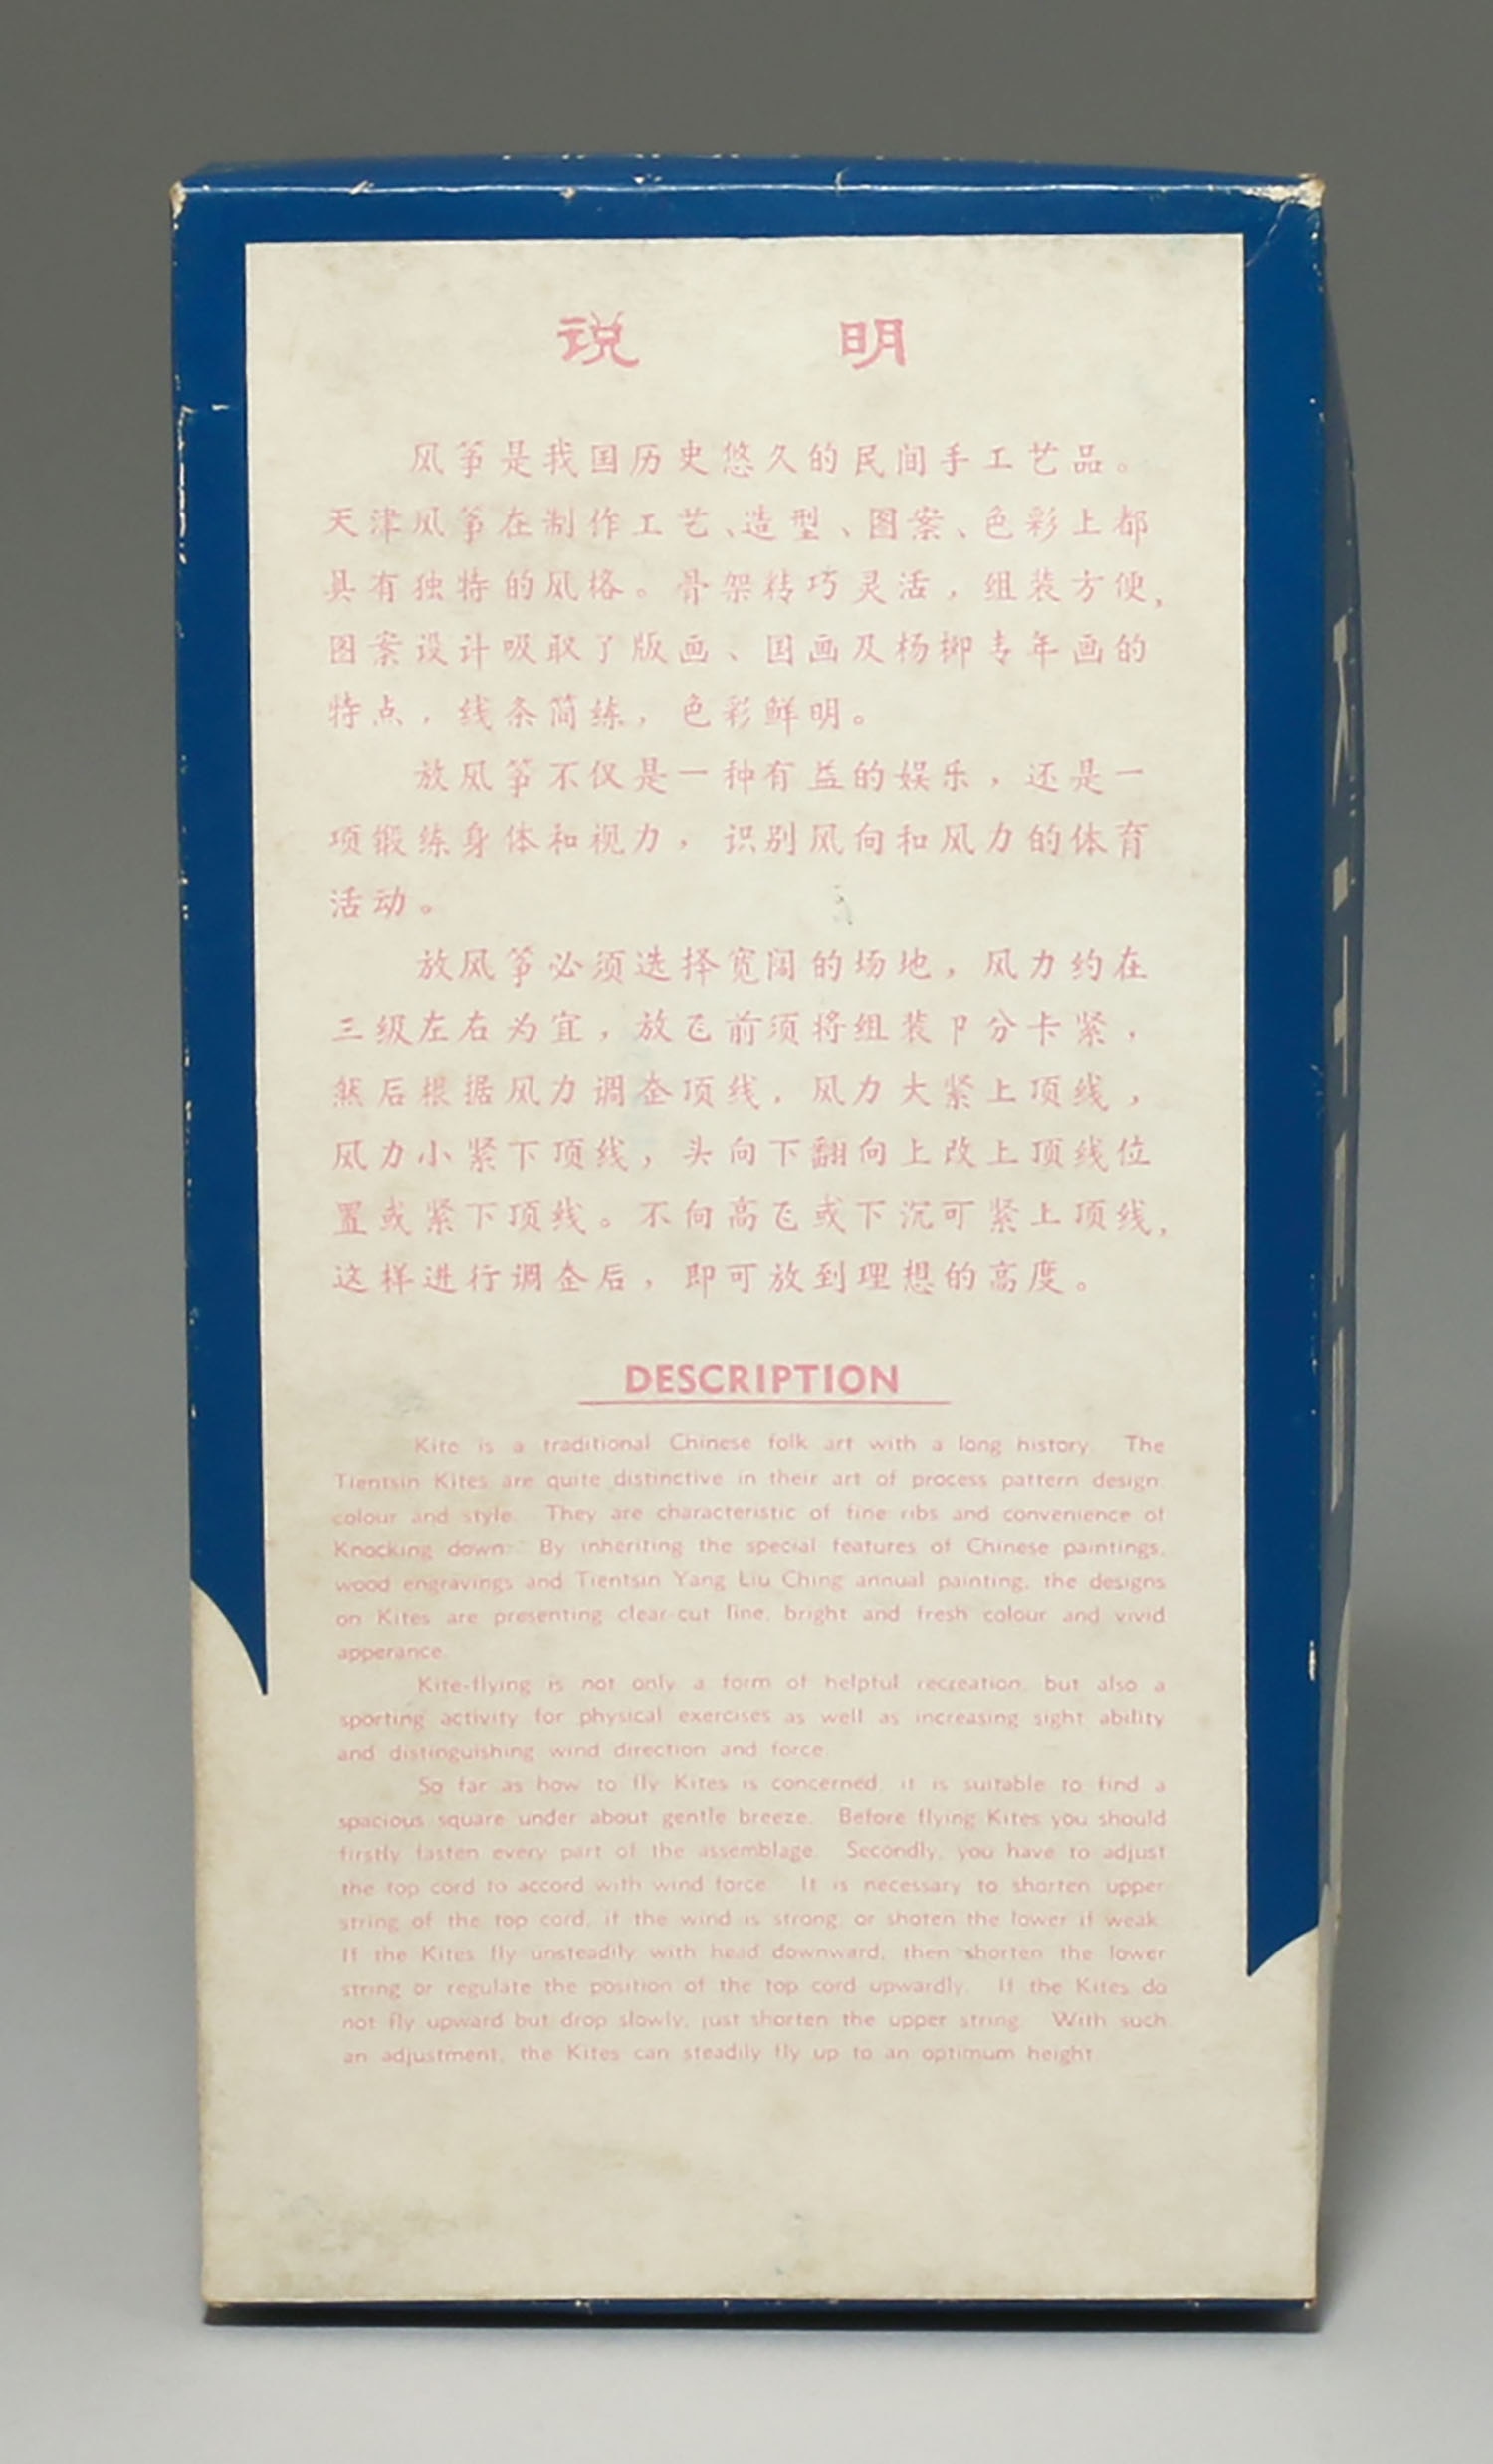 说明
风筝是我国历史悠久的民间手工艺品。
天津风筝在制作工艺、造型、图案、色彩上都
具有独特的风格。骨架精巧灵活，组装方便，
图案设计吸取了版画、国画及杨柳青年画的
特点，线条简练，色彩鲜明。
放风筝不仅是一种有益的娱乐，还是一
项锻练身体和视力，识别风向和风力的体育
活动。
放风筝必须选择宽阔的场地，风力约在
三级左右为宜，放飞前须将组装卩分卡紧，
然后根据风力调㐰顶线，风力大紧上顶线，
风力小紧下顶线，头向下翻向上改上顶线位
置或紧下顶线。不向高飞或下沉可紧上顶线，
这样进行调㐰后，即可放到理想的高度。
DESCRIPTION
Kite is a traditional Chinese folk art with a long history. The
Tientsin Kites are quite distinctive in their art of process pattern design,
colour and style. They are characteristic of fine ribs and convenience of
Knocking down. By inheriting the special features of Chinese paintings,
wood engravings and Tientsin Yang Liu Ching annual painting, the designs
on Kites are presenting clear-cut line, bright and fresh colour and vivid
apperance.
Kite-flying is not only a form of helpful recreation, but also a
sporting activity for physical exercises as well as increasing sight ability
and distinguishing wind direction and force.
So far as how to fly Kites is concerned, it is suitable to find a
spacious square under about gentle breeze. Before flying Kites you should
firstly fasten every part of the assemblage. Secondly, you have to adjust
the top cord to accord with wind force. It is necessary to shorten upper
string of the top cord, if the wind is strong, or shoten the lower if weak.
If the Kites fly unsteadily with head downward, then shorten the lower
string or regulate the position of the top cord upwardly. If the Kites do
not fly upward but drop slowly, just shorten the upper string. With such
an adjustment, the Kites can steadily fly up to an optimum height.